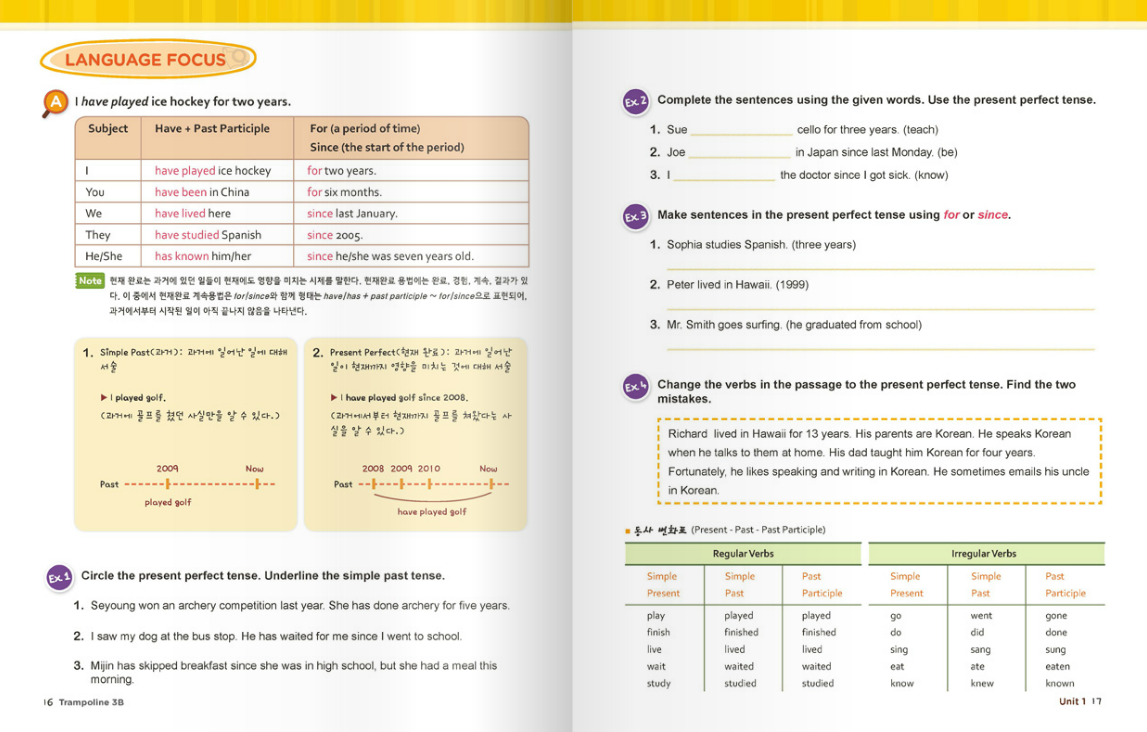 LANGUAGE FOCUS
A I have played ice hockey for two years.
Subject Have + Past Participle For (a period of time)
Since (the start of the period)
I have played ice hockey for two years.
You have been in China for six months.
We have lived here since last January.
They have studied Spanish since 2005.
He/She has known him/her since he/she was seven years old.
Note 현재 완료는 과거에 있던 일들이 현재에도 영향을 미치는 시제를 말한다. 현재완료 용법에는 완료, 경험, 계속, 결과가 있
다. 이 중에서 현재완료 계속용법은 for/since와 함께 형태는 have/has + past participle ~ for/since으로 표현되어,
과거에서부터 시작된 일이 아직 끝나지 않음을 나타낸다.
1. Simple Past(과거): 과거에 일어난 일에 대해
서술
▶ I played golf.
(과거에 골프를 쳤던 사실만을 알 수 있다.)
2009 Now
Past
played golf
2. Present Perfect(현재 완료): 과거에 일어난
일이 현재까지 영향을 미치는 것에 대해 서술
▶ I have played golf since 2008.
(과거에서부터 현재까지 골프를 쳐왔다는 사
실을 알 수 있다.)
2008 2009 2010 Now
Past
have played golf
Ex.1 Circle the present perfect tense. Underline the simple past tense.
1. Seyoung won an archery competition last year. She has done archery for five years.
2. I saw my dog at the bus stop. He has waited for me since I went to school.
3. Mijin has skipped breakfast since she was in high school, but she had a meal this
morning.
16 Trampoline 3B
Ex.2 Complete the sentences using the given words. Use the present perfect tense.
1. Sue ____________ cello for three years. (teach)
2. Joe ____________ in Japan since last Monday. (be)
3. I ____________ the doctor since I got sick. (know)
Ex.3 Make sentences in the present perfect tense using for or since.
1. Sophia studies Spanish. (three years)
2. Peter lived in Hawaii. (1999)
3. Mr. Smith goes surfing. (he graduated from school)
Ex.4 Change the verbs in the passage to the present perfect tense. Find the two
mistakes.
Richard lived in Hawaii for 13 years. His parents are Korean. He speaks Korean
when he talks to them at home. His dad taught him Korean for four years.
Fortunately, he likes speaking and writing in Korean. He sometimes emails his uncle
in Korean.
■ 동사 변화표 (Present - Past - Past Participle)
Regular Verbs Irregular Verbs
Simple Simple Past Simple Simple Past
Present Past Participle Present Past Participle
play played played go went gone
finish finished finished do did done
live lived lived sing sang sung
wait waited waited eat ate eaten
study studied studied know knew known
Unit 1 17